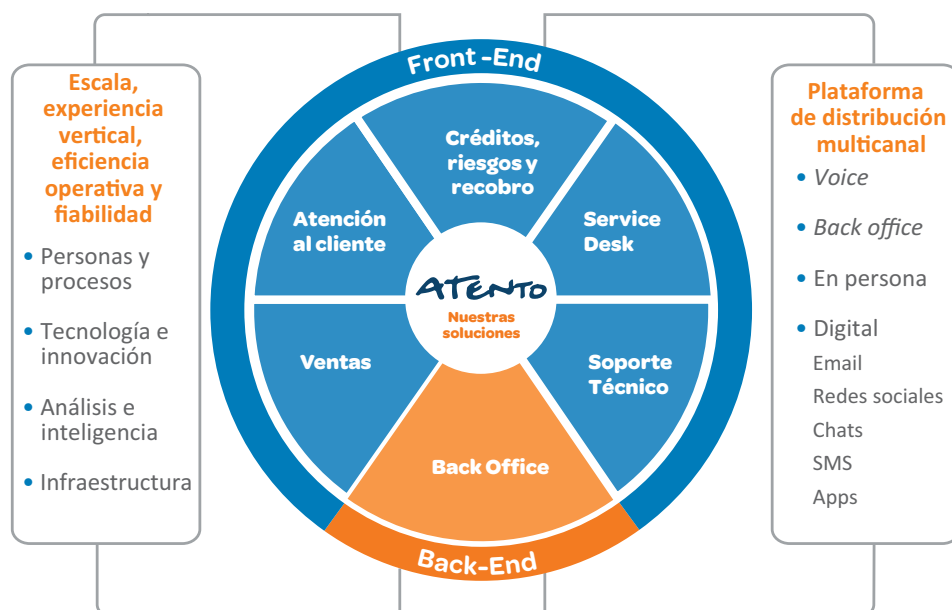 Escala,
experiencia
vertical,
eficiencia
operativa y
fiabilidad
• Personas y
procesos
• Tecnología e
innovación
• Análisis e
inteligencia
• Infraestructura
Front-End
Créditos,
riesgos y
recobro
Atención
al cliente
Service
Desk
ATENTO
Nuestras
soluciones
Ventas
Soporte
Técnico
Back Office
Back-End
Plataforma
de distribución
multicanal
• Voice
• Back office
• En persona
• Digital
Email
Redes sociales
Chats
SMS
Apps